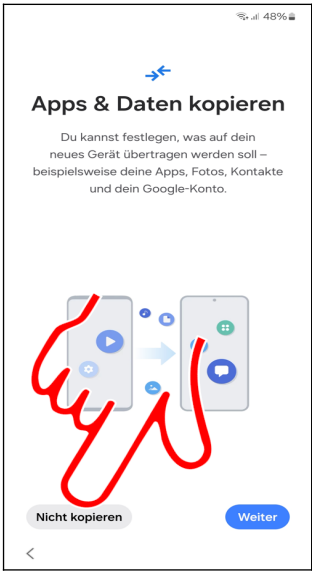 48%
Apps & Daten kopieren
Du kannst festlegen, was auf dein
neues Gerät übertragen werden soll –
beispielsweise deine Apps, Fotos, Kontakte
und dein Google-Konto.
Nicht kopieren
Weiter